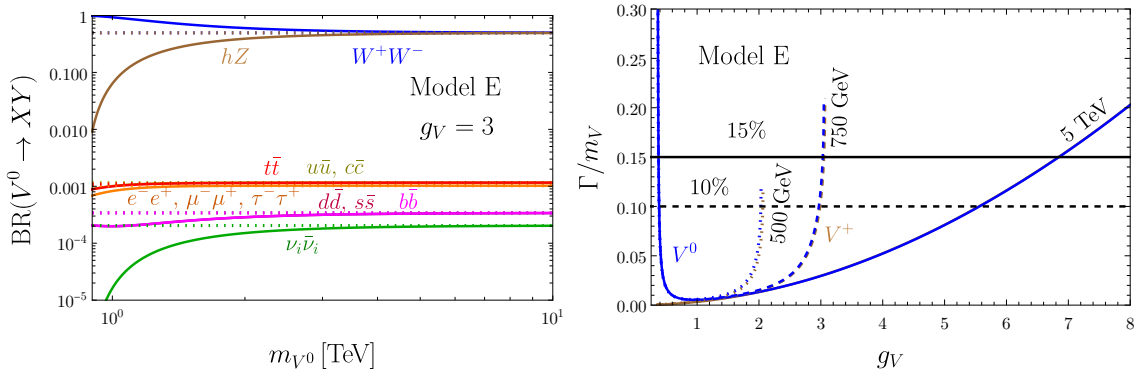 BR(V⁰ → XY)
1
0.100
0.010
0.001
10⁻⁴
10⁻⁵
hZ
W⁺W⁻
Model E
g_V = 3
tt̄
uū, cc̄
e⁻e⁺, μ⁻μ⁺, τ⁻τ⁺
dd̄, ss̄
bb̄
ν_iν̄_i
10⁰
10¹
m_{V⁰} [TeV]
Γ/m_V
0.30
0.25
0.20
0.15
0.10
0.05
0.00
Model E
15%
10%
500 GeV
750 GeV
5 TeV
V⁰
V⁺
1 2 3 4 5 6 7 8
g_V